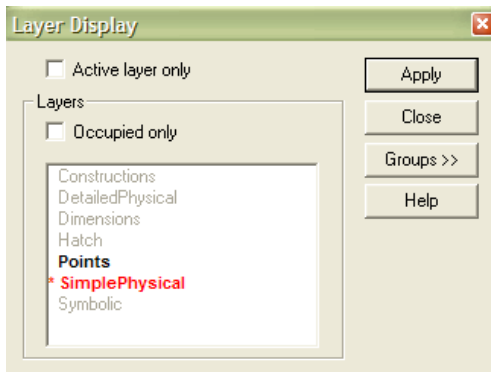 Layer Display
Active layer only
Apply
Layers
Close
Occupied only
Groups >>
Constructions
Help
DetailedPhysical
Dimensions
Hatch
Points
* SimplePhysical
Symbolic